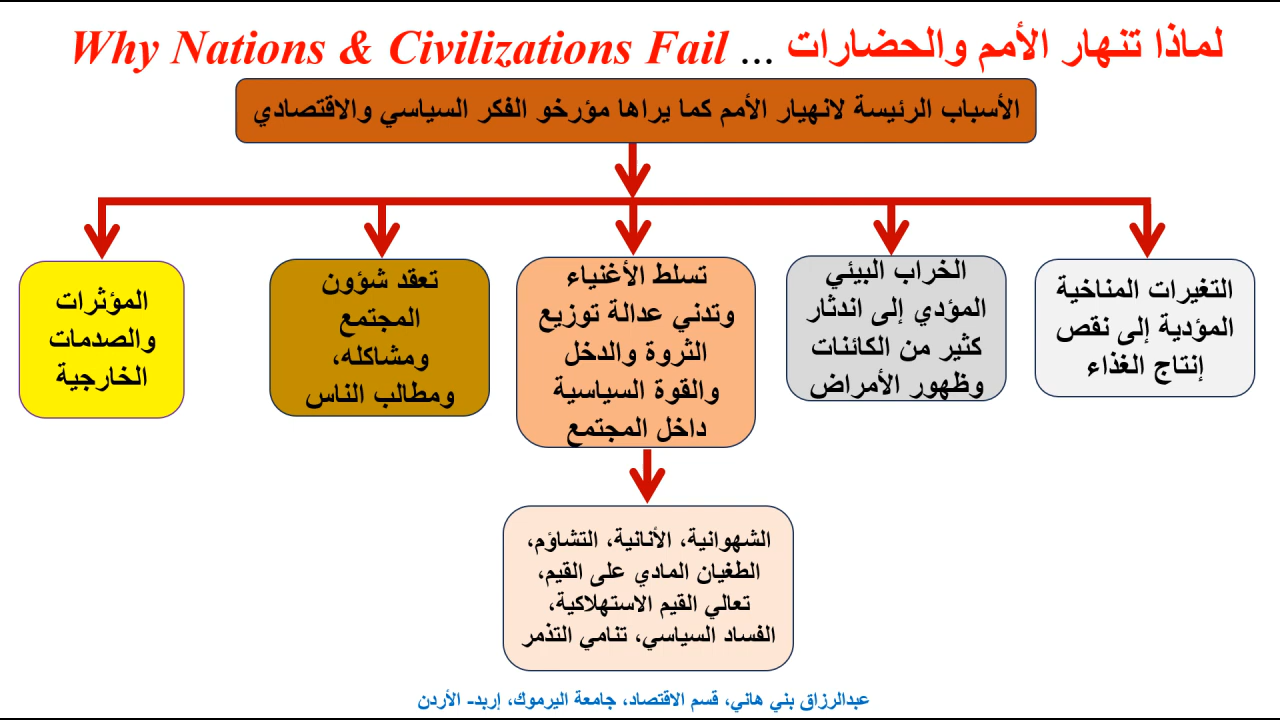 لماذا تنهار الأمم والحضارات ... Why Nations & Civilizations Fail
الأسباب الرئيسة لانهيار الأمم كما يراها مؤرخو الفكر السياسي والاقتصادي
التغيرات المناخية
المؤدية إلى نقص
إنتاج الغذاء
الخراب البيئي
المؤدي إلى اندثار
كثير من الكائنات
وظهور الأمراض
تسلط الأغنياء
وتدني عدالة توزيع
الثروة والدخل
والقوة السياسية
داخل المجتمع
تعقد شؤون
المجتمع
ومشاكله،
ومطالب الناس
المؤثرات
والصدمات
الخارجية
الشهوانية، الأنانية، التشاؤم،
الطغيان المادي على القيم،
تعالي القيم الاستهلاكية،
الفساد السياسي، تنامي التذمر
عبدالرزاق بني هاني، قسم الاقتصاد، جامعة اليرموك، إربد- الأردن